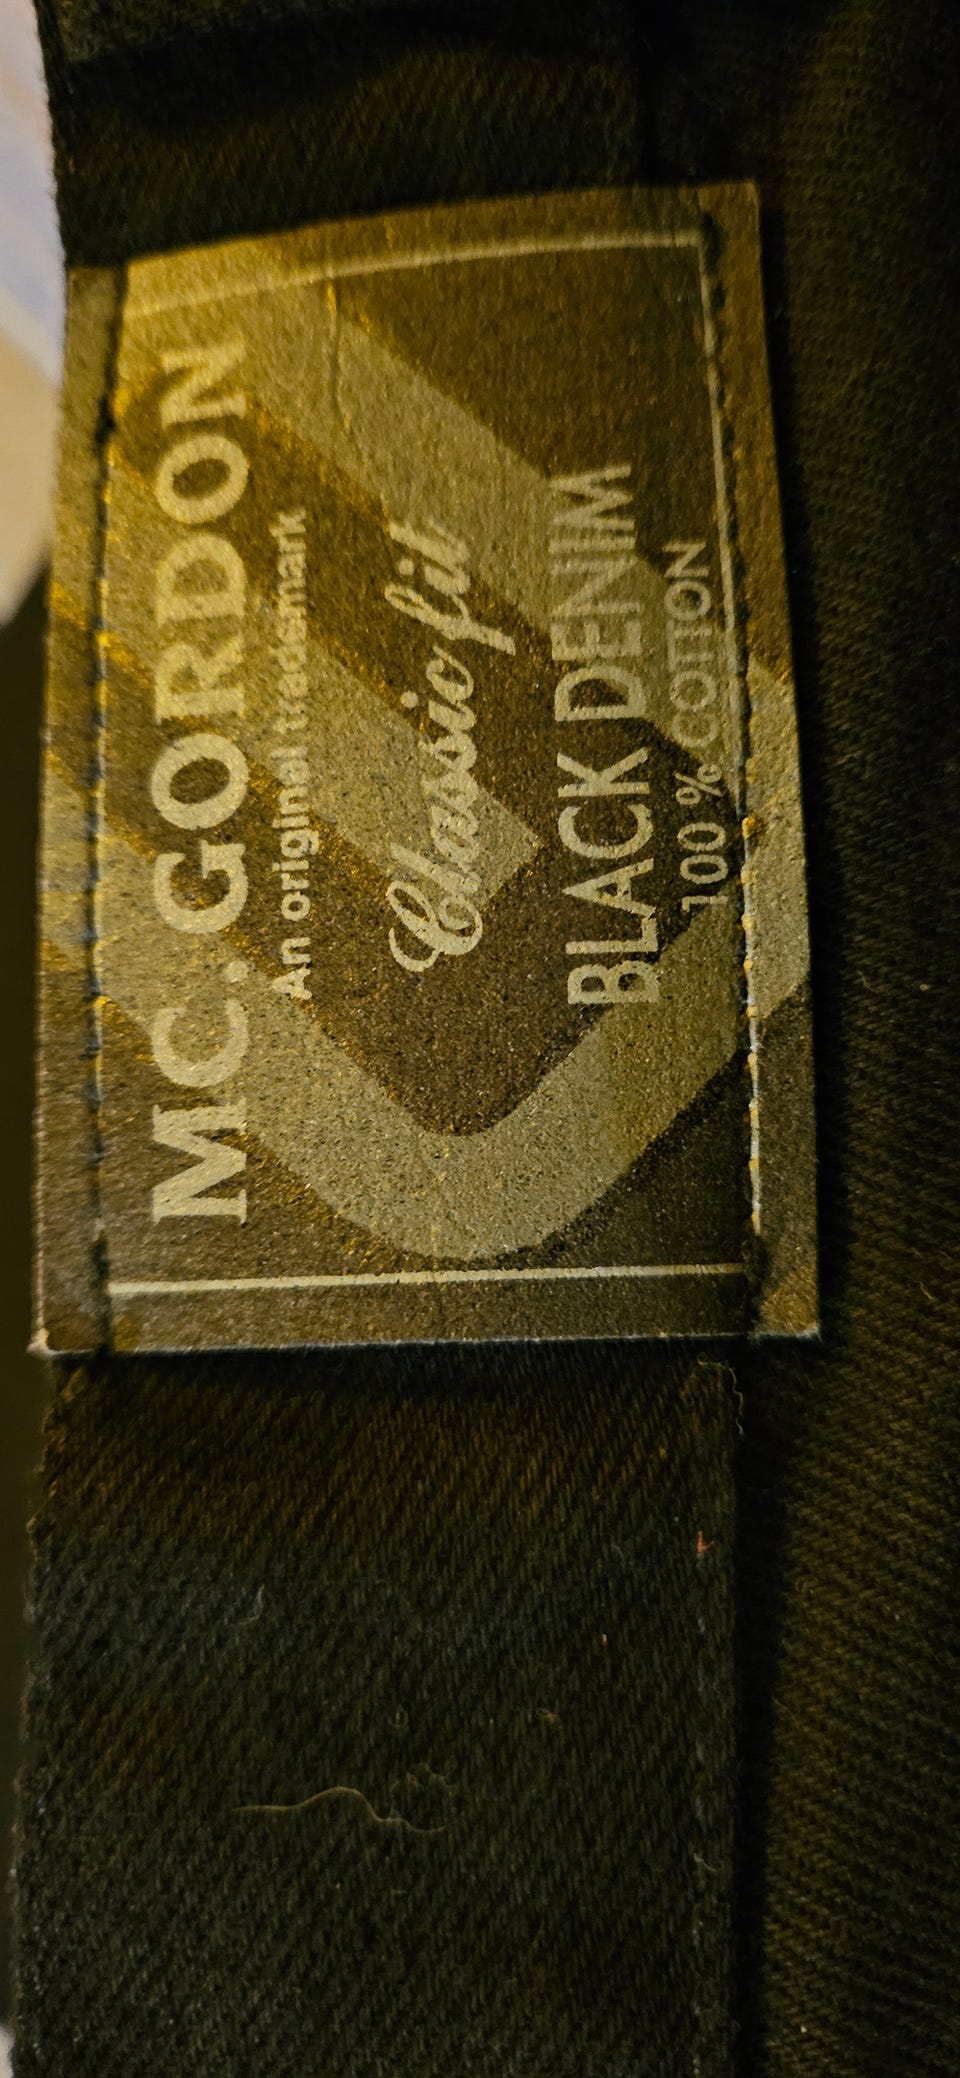 MC.GORDON
An original trademark
Classic fit
BLACK DENIM
100 % COTTON